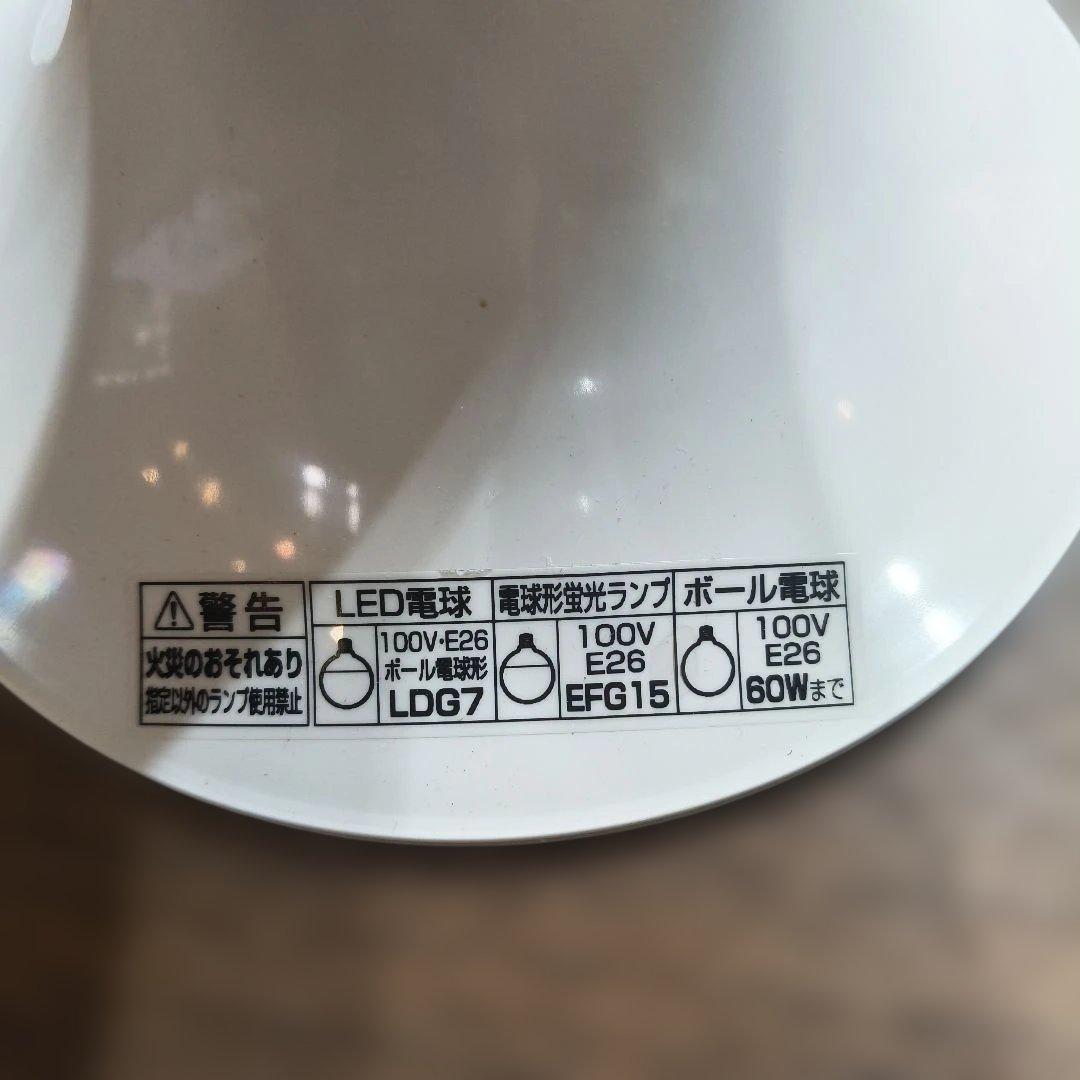 ⚠警告
火災のおそれあり
指定以外のランプ使用禁止
LED電球
100V・E26
ボール電球形
LDG7
電球形蛍光ランプ
100V
E26
EFG15
ボール電球
100V
E26
60Wまで